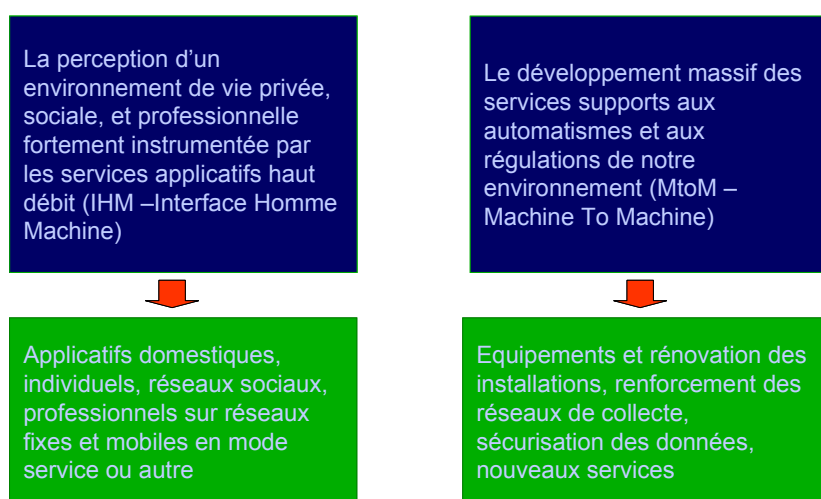 La perception d’un
environnement de vie privée,
sociale, et professionnelle
fortement instrumentée par
les services applicatifs haut
débit (IHM –Interface Homme
Machine)
Le développement massif des
services supports aux
automatismes et aux
régulations de notre
environnement (MtoM –
Machine To Machine)
Applicatifs domestiques,
individuels, réseaux sociaux,
professionnels sur réseaux
fixes et mobiles en mode
service ou autre
Equipements et rénovation des
installations, renforcement des
réseaux de collecte,
sécurisation des données,
nouveaux services